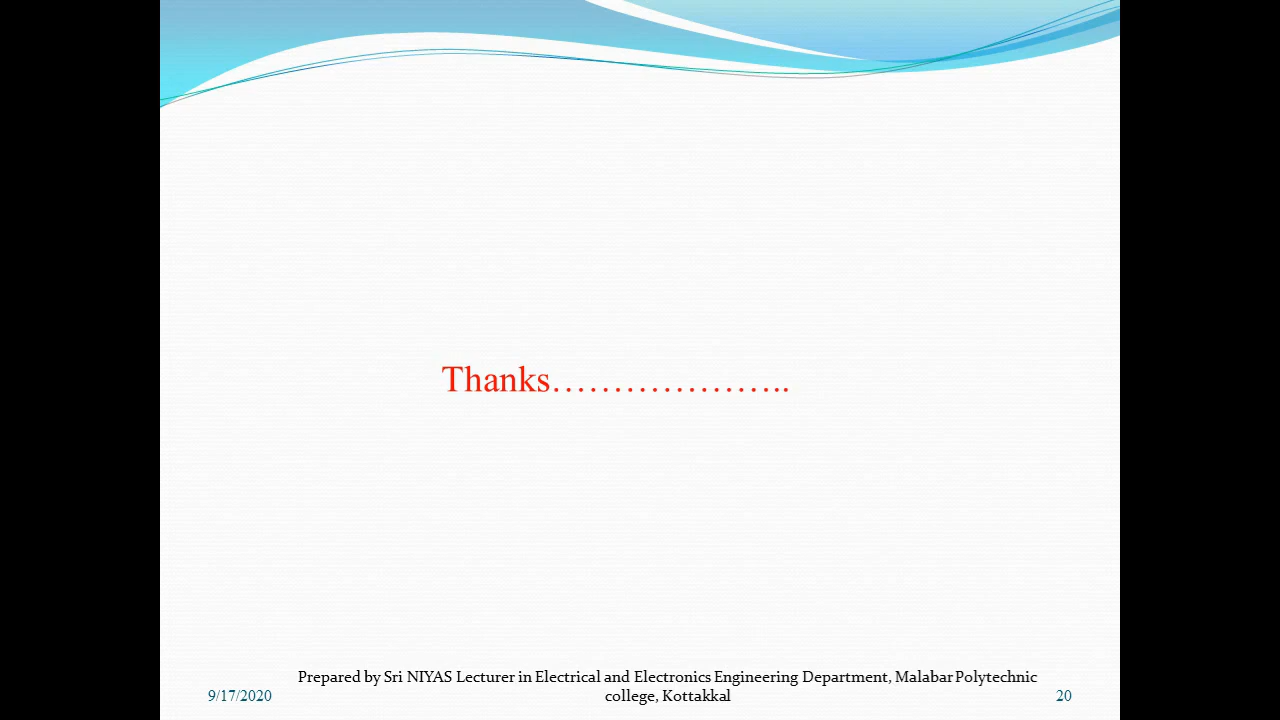 Thanks………………..
Prepared by Sri NIYAS Lecturer in Electrical and Electronics Engineering Department, Malabar Polytechnic
college, Kottakkal
9/17/2020
20